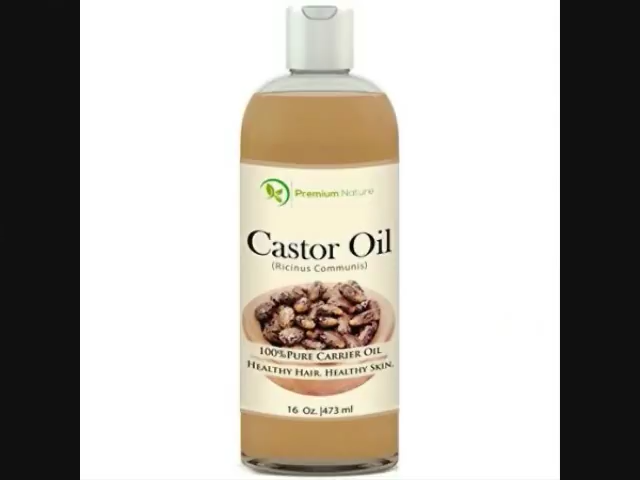 Premium Nature
Castor Oil
(Ricinus Communis)
100% Pure Carrier Oil
Healthy Hair. Healthy Skin.
16 Oz. | 473 ml